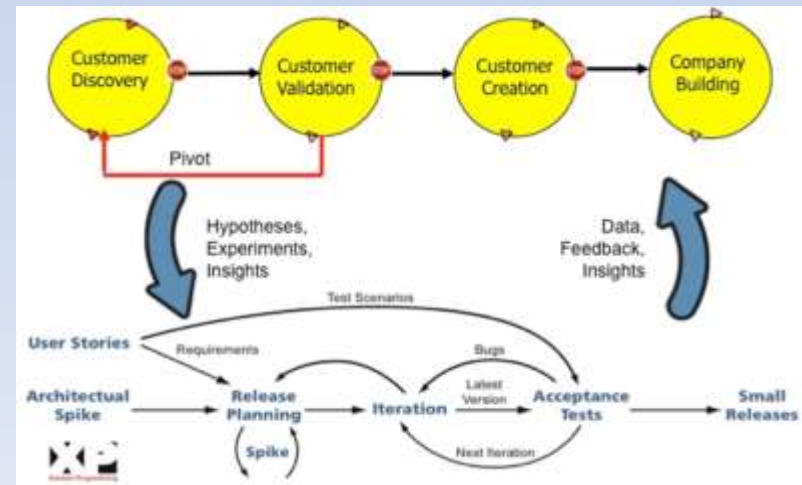 Customer
Discovery
Customer
Validation
Customer
Creation
Company
Building
Pivot
Hypotheses,
Experiments,
Insights
Data,
Feedback,
Insights
Test Scenarios
User Stories
Requirements
Bugs
Architectual
Spike
Release
Planning
Iteration
Latest
Version
Acceptance
Tests
Small
Releases
Spike
Next Iteration
XP